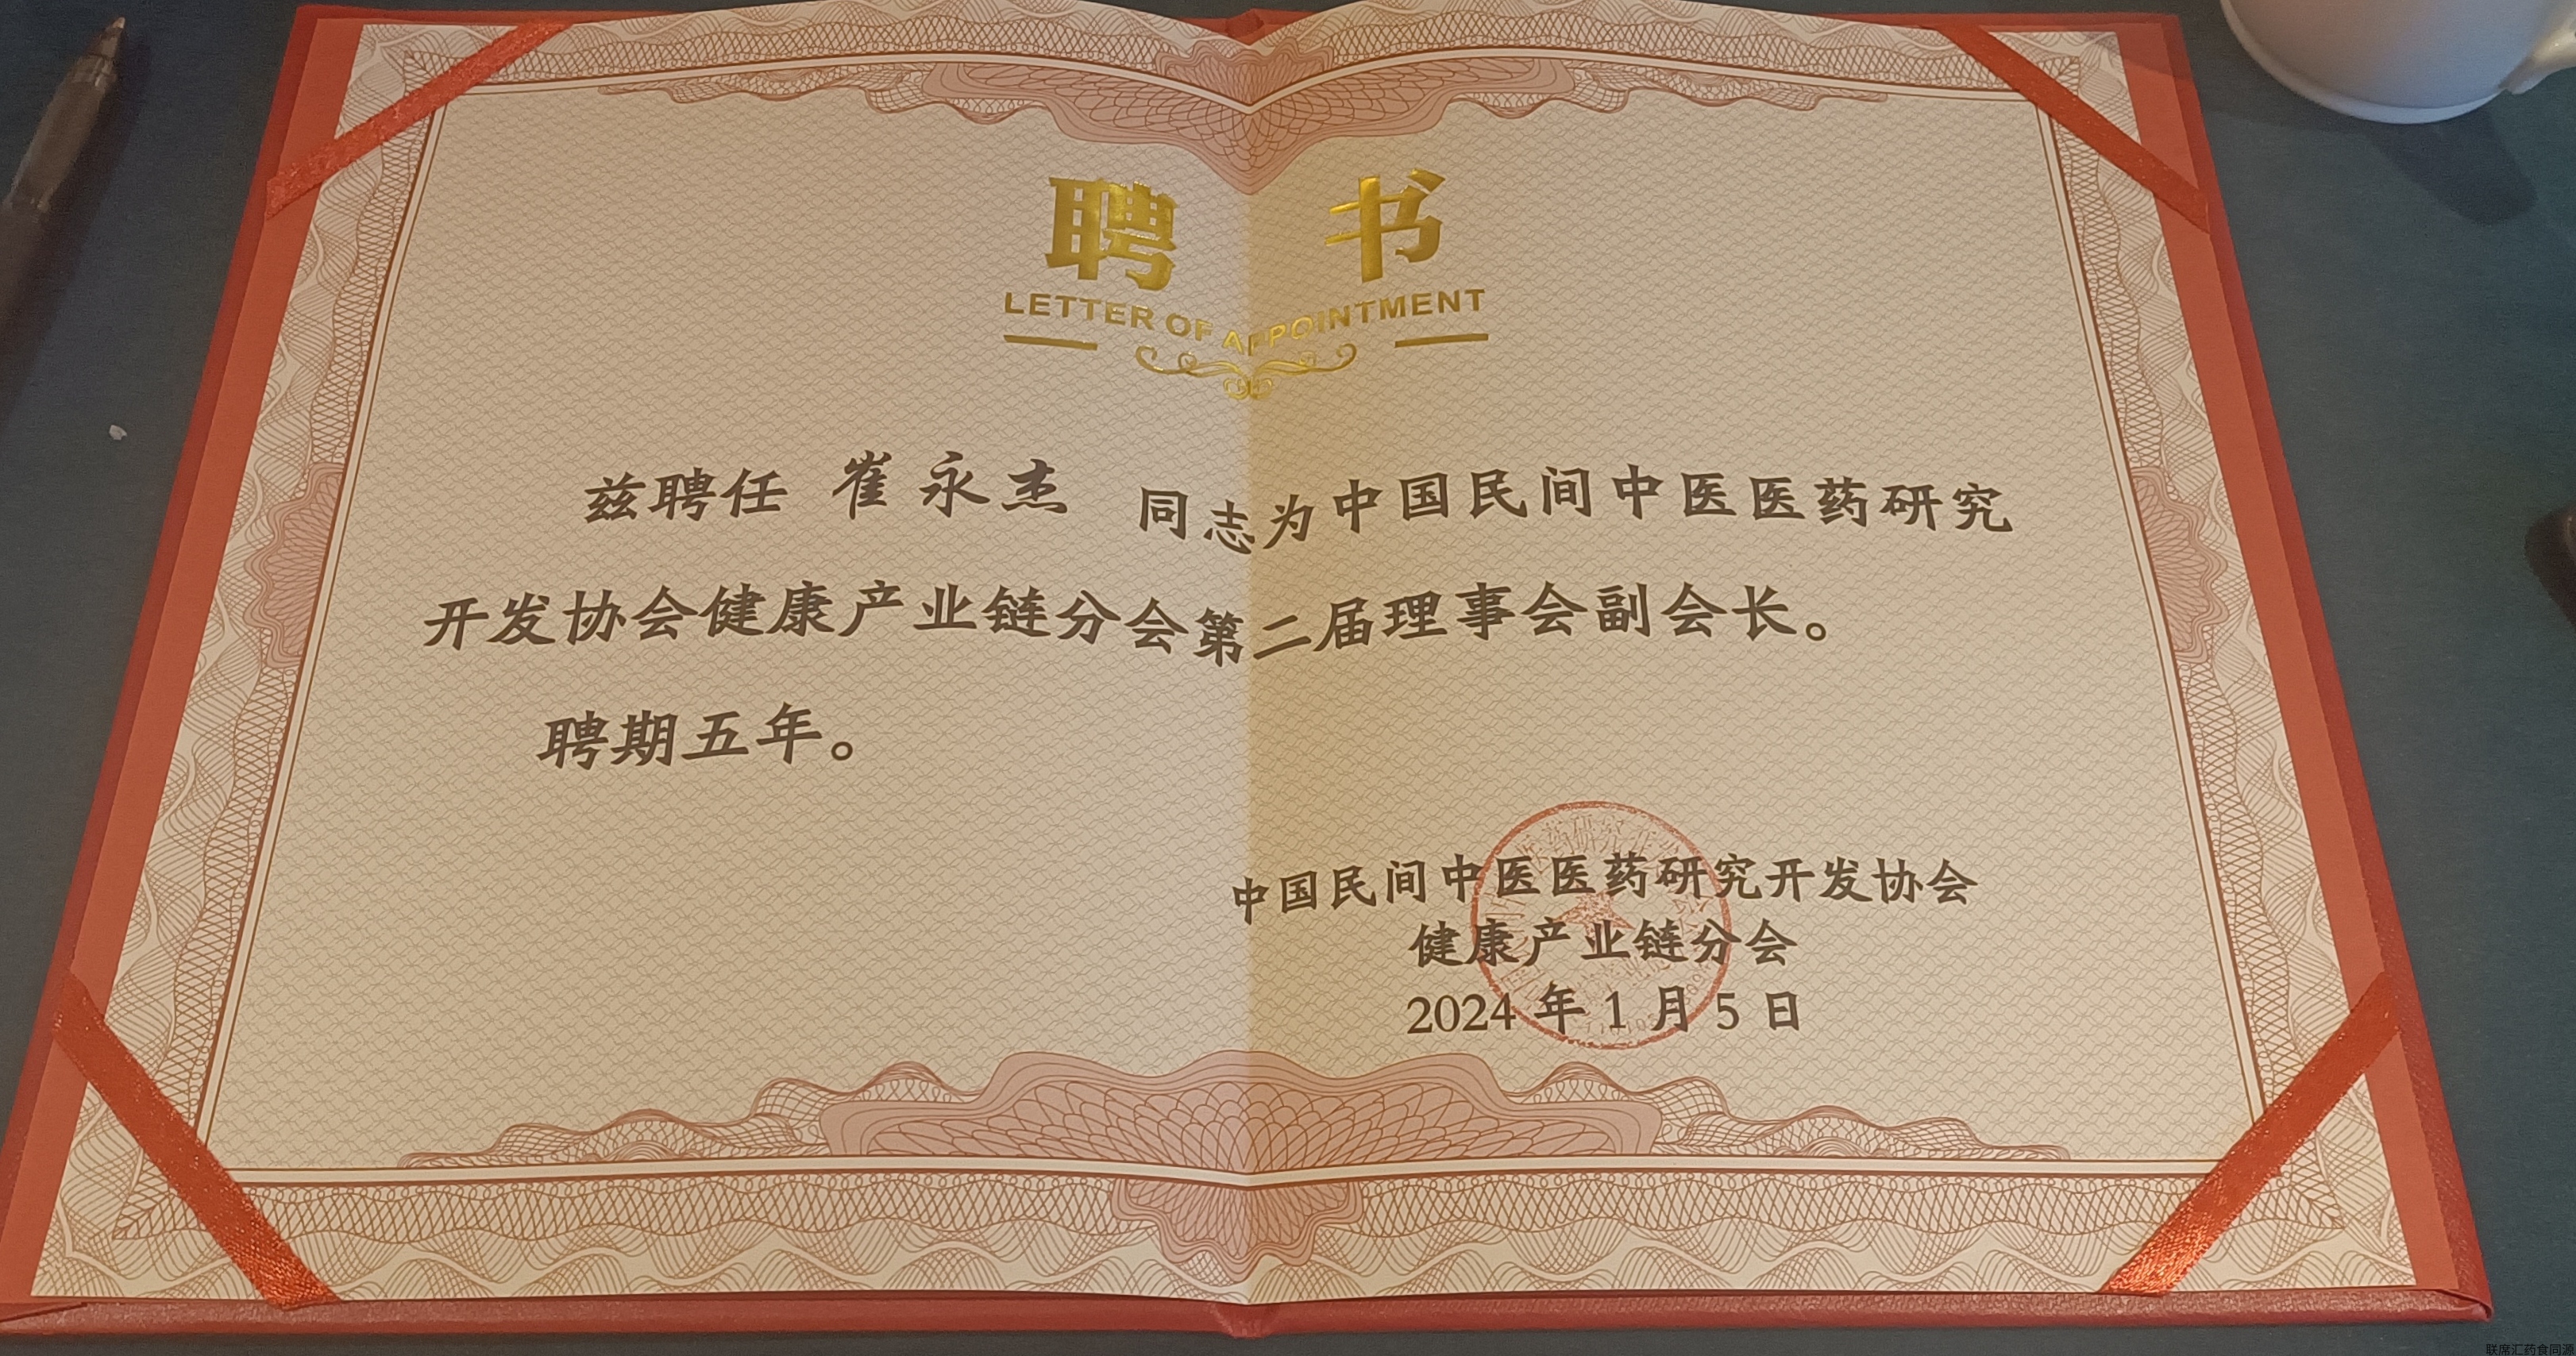 聘 书
LETTER OF APPOINTMENT
兹聘任 崔永杰 同志为中国民间中医医药研究
开发协会健康产业链分会第二届理事会副会长。
聘期五年。
中国民间中医医药研究开发协会
健康产业链分会
2024 年 1 月 5 日
联席汇药食同源